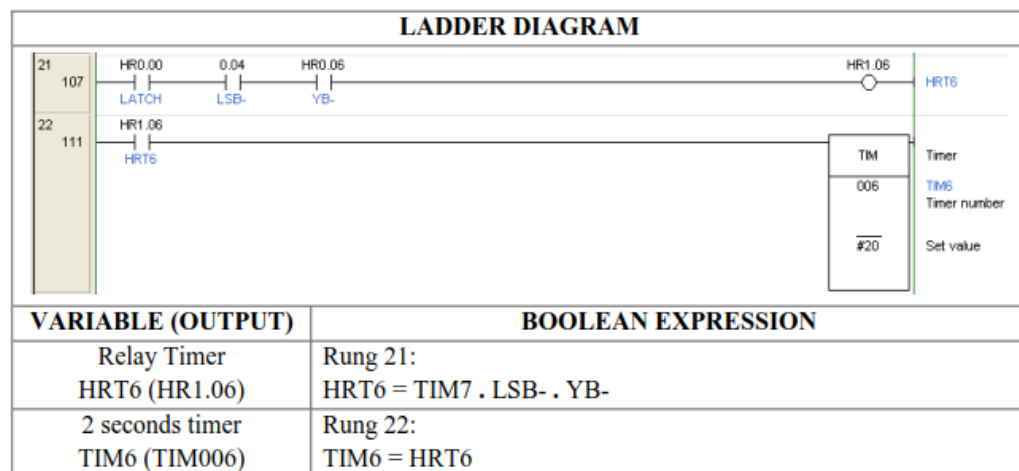 LADDER DIAGRAM
21 HR0.00 0.04 HR0.06 HR1.06
107 HRT6
LATCH LSB- YB-
22 HR1.06
111 TIM Timer
HRT6
006 TIM6
Timer number
#20 Set value
VARIABLE (OUTPUT) BOOLEAN EXPRESSION
Relay Timer Rung 21:
HRT6 (HR1.06) HRT6 = TIM7 . LSB- . YB-
2 seconds timer Rung 22:
TIM6 (TIM006) TIM6 = HRT6